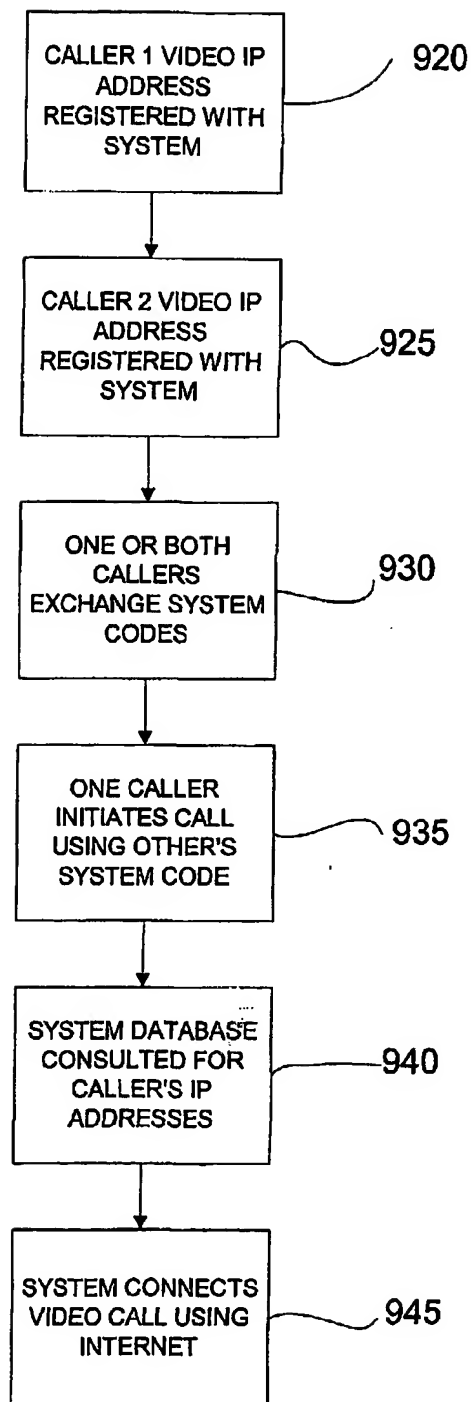 CALLER 1 VIDEO IP
ADDRESS
REGISTERED WITH
SYSTEM
920
CALLER 2 VIDEO IP
ADDRESS
REGISTERED WITH
SYSTEM
925
ONE OR BOTH
CALLERS
EXCHANGE SYSTEM
CODES
930
ONE CALLER
INITIATES CALL
USING OTHER'S
SYSTEM CODE
935
SYSTEM DATABASE
CONSULTED FOR
CALLER'S IP
ADDRESSES
940
SYSTEM CONNECTS
VIDEO CALL USING
INTERNET
945